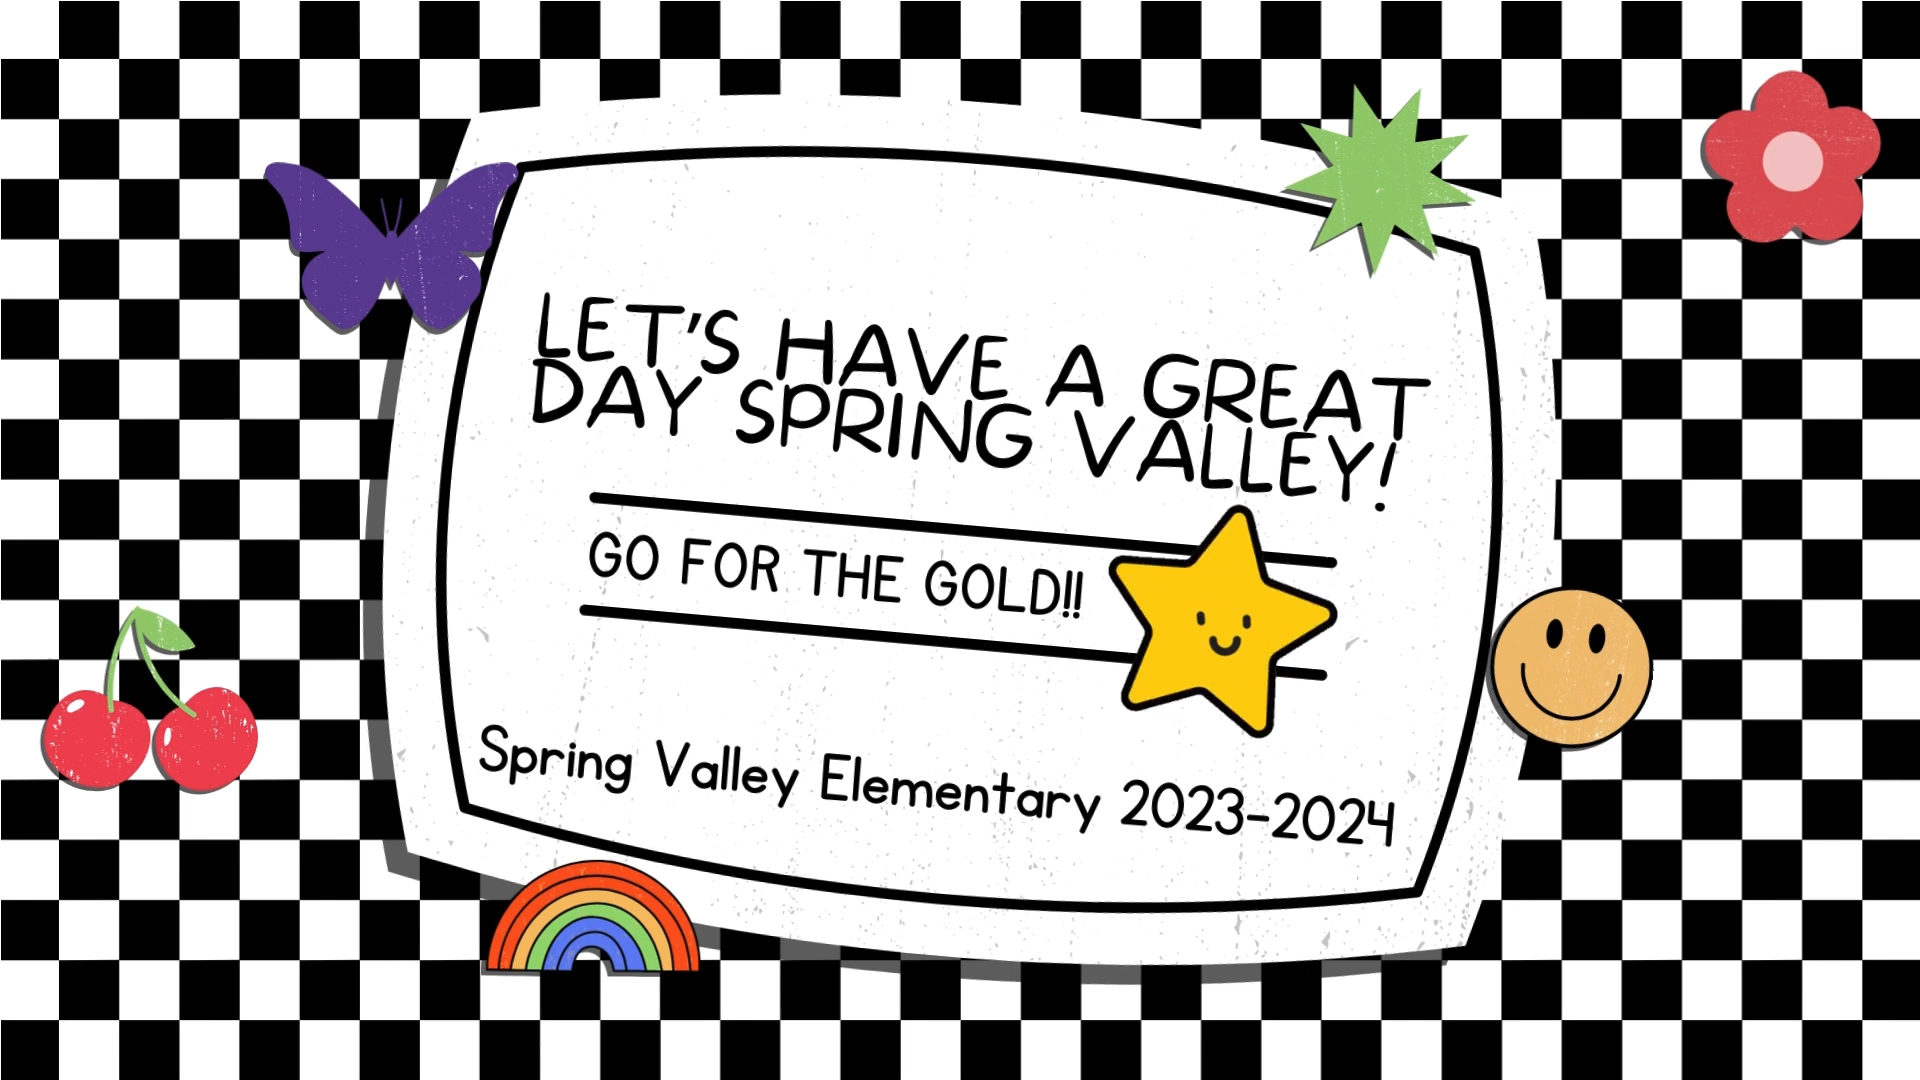 LET'S HAVE A GREAT
DAY SPRING VALLEY!
GO FOR THE GOLD!!
Spring Valley Elementary 2023-2024